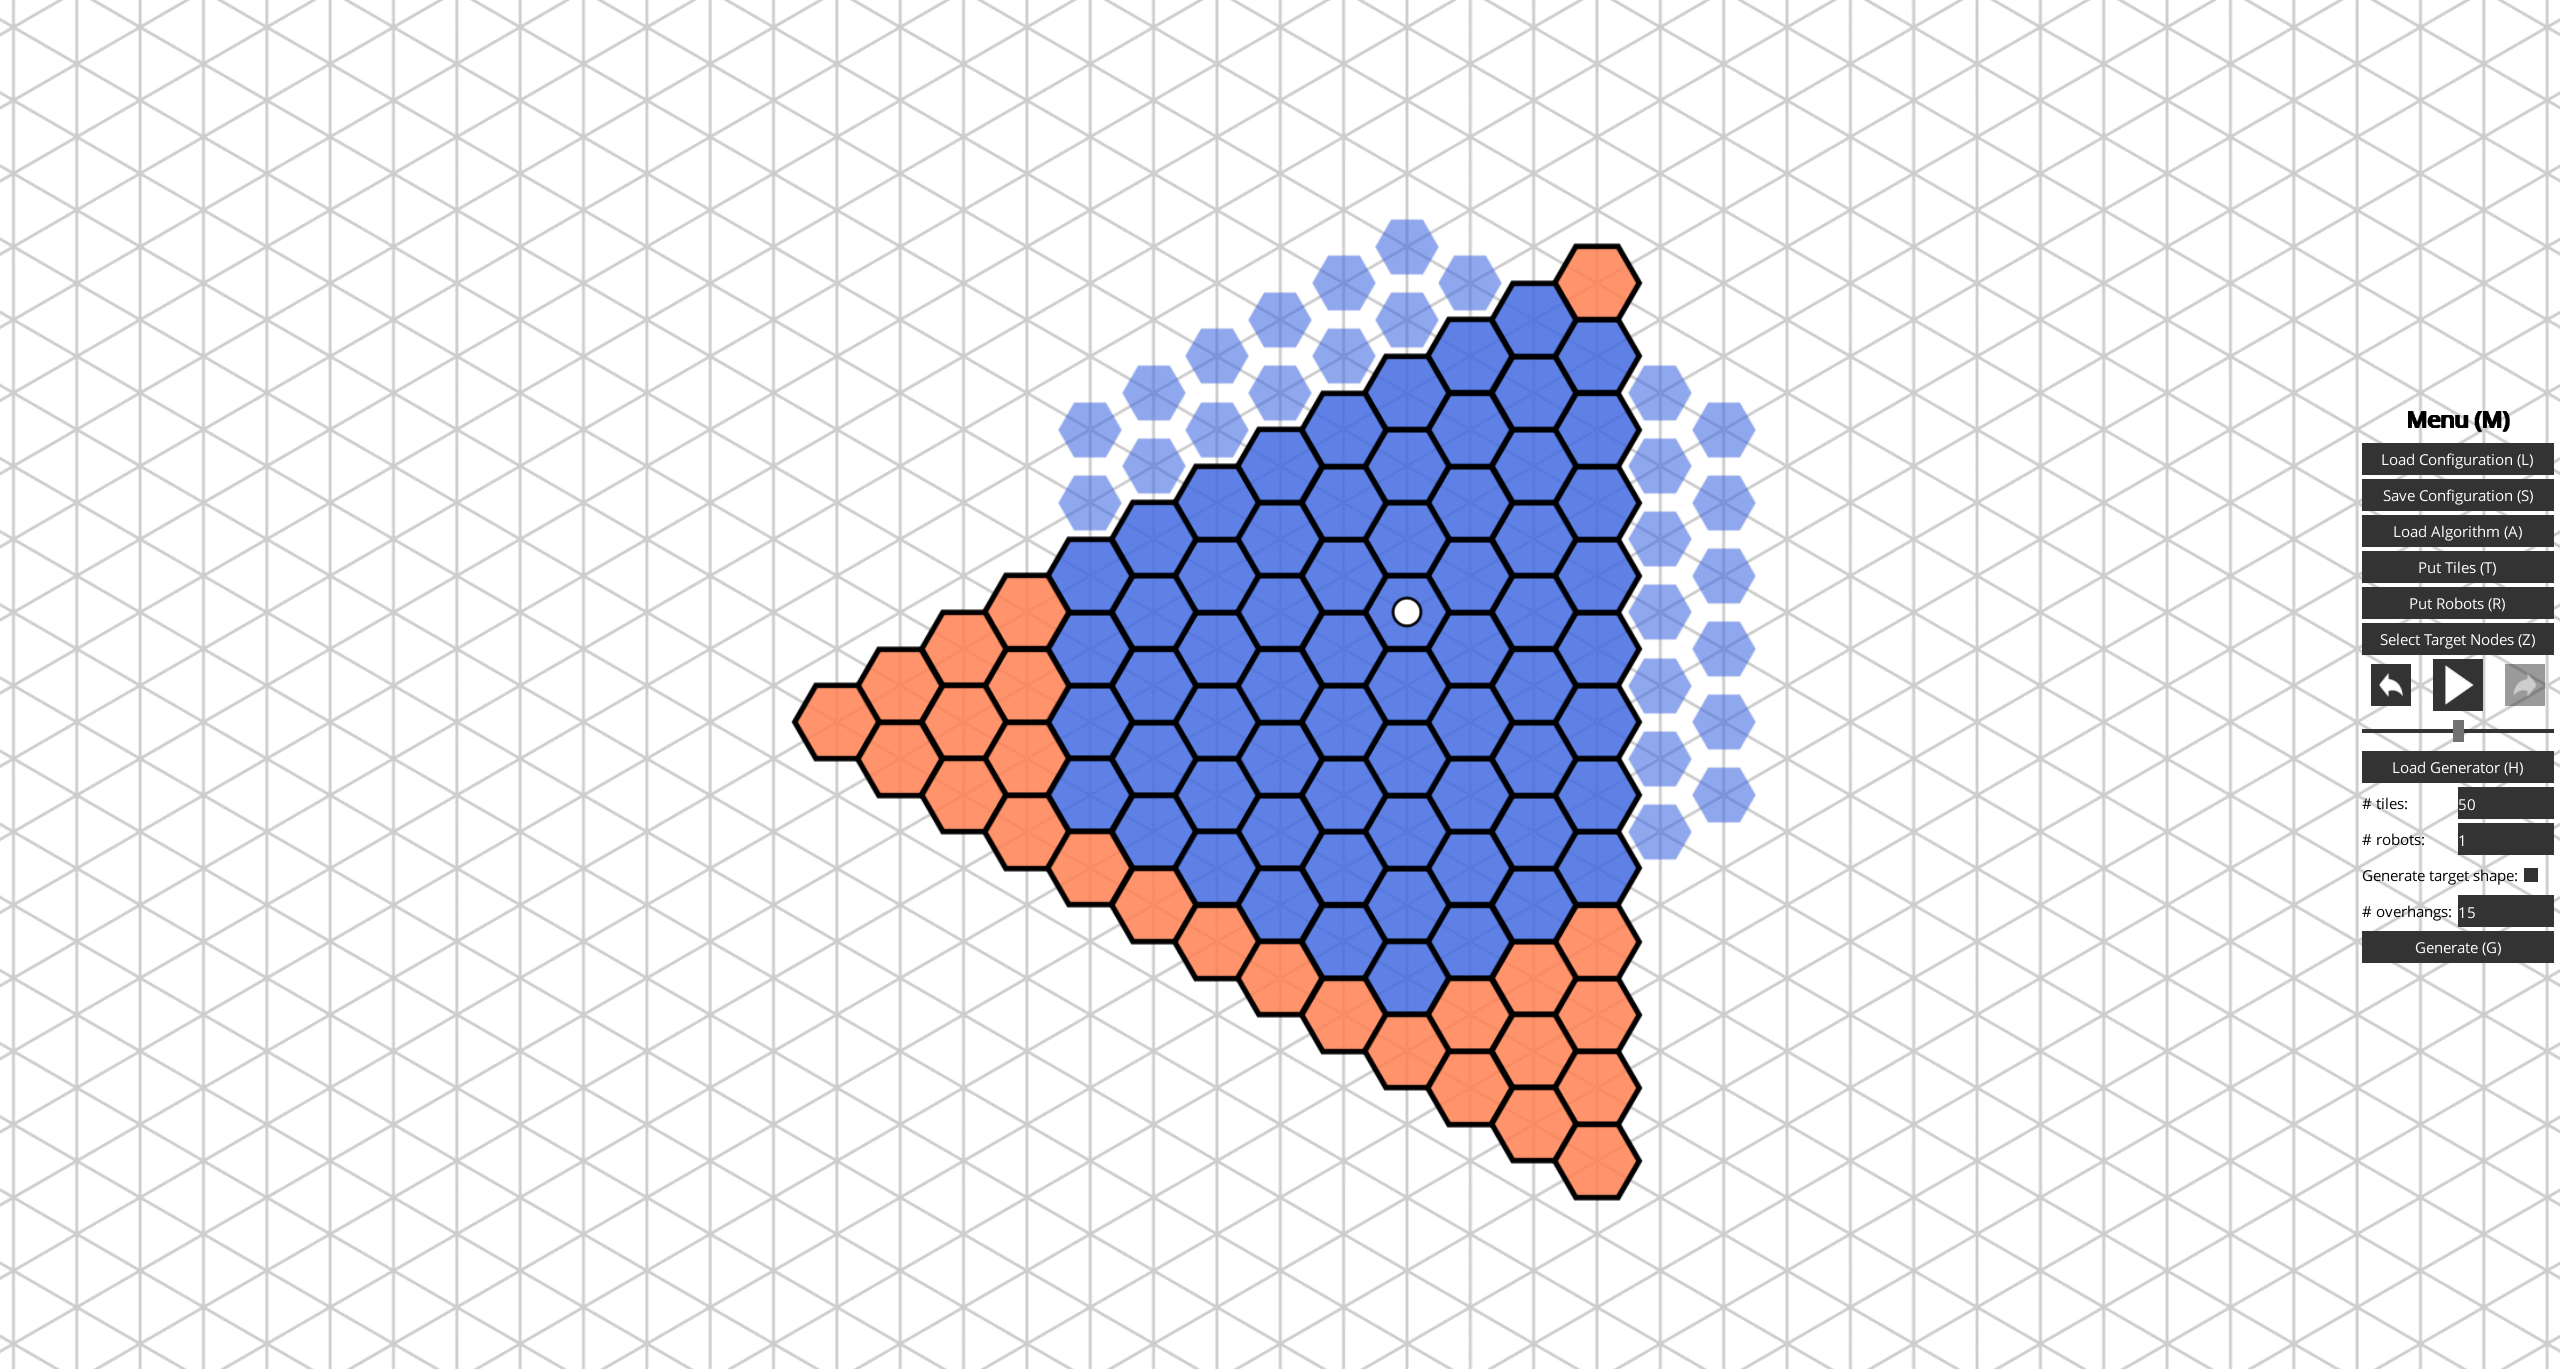 Menu (M)
Load Configuration (L)
Save Configuration (S)
Load Algorithm (A)
Put Tiles (T)
Put Robots (R)
Select Target Nodes (Z)
Load Generator (H)
# tiles: 50
# robots: 1
Generate target shape:
# overhangs: 15
Generate (G)